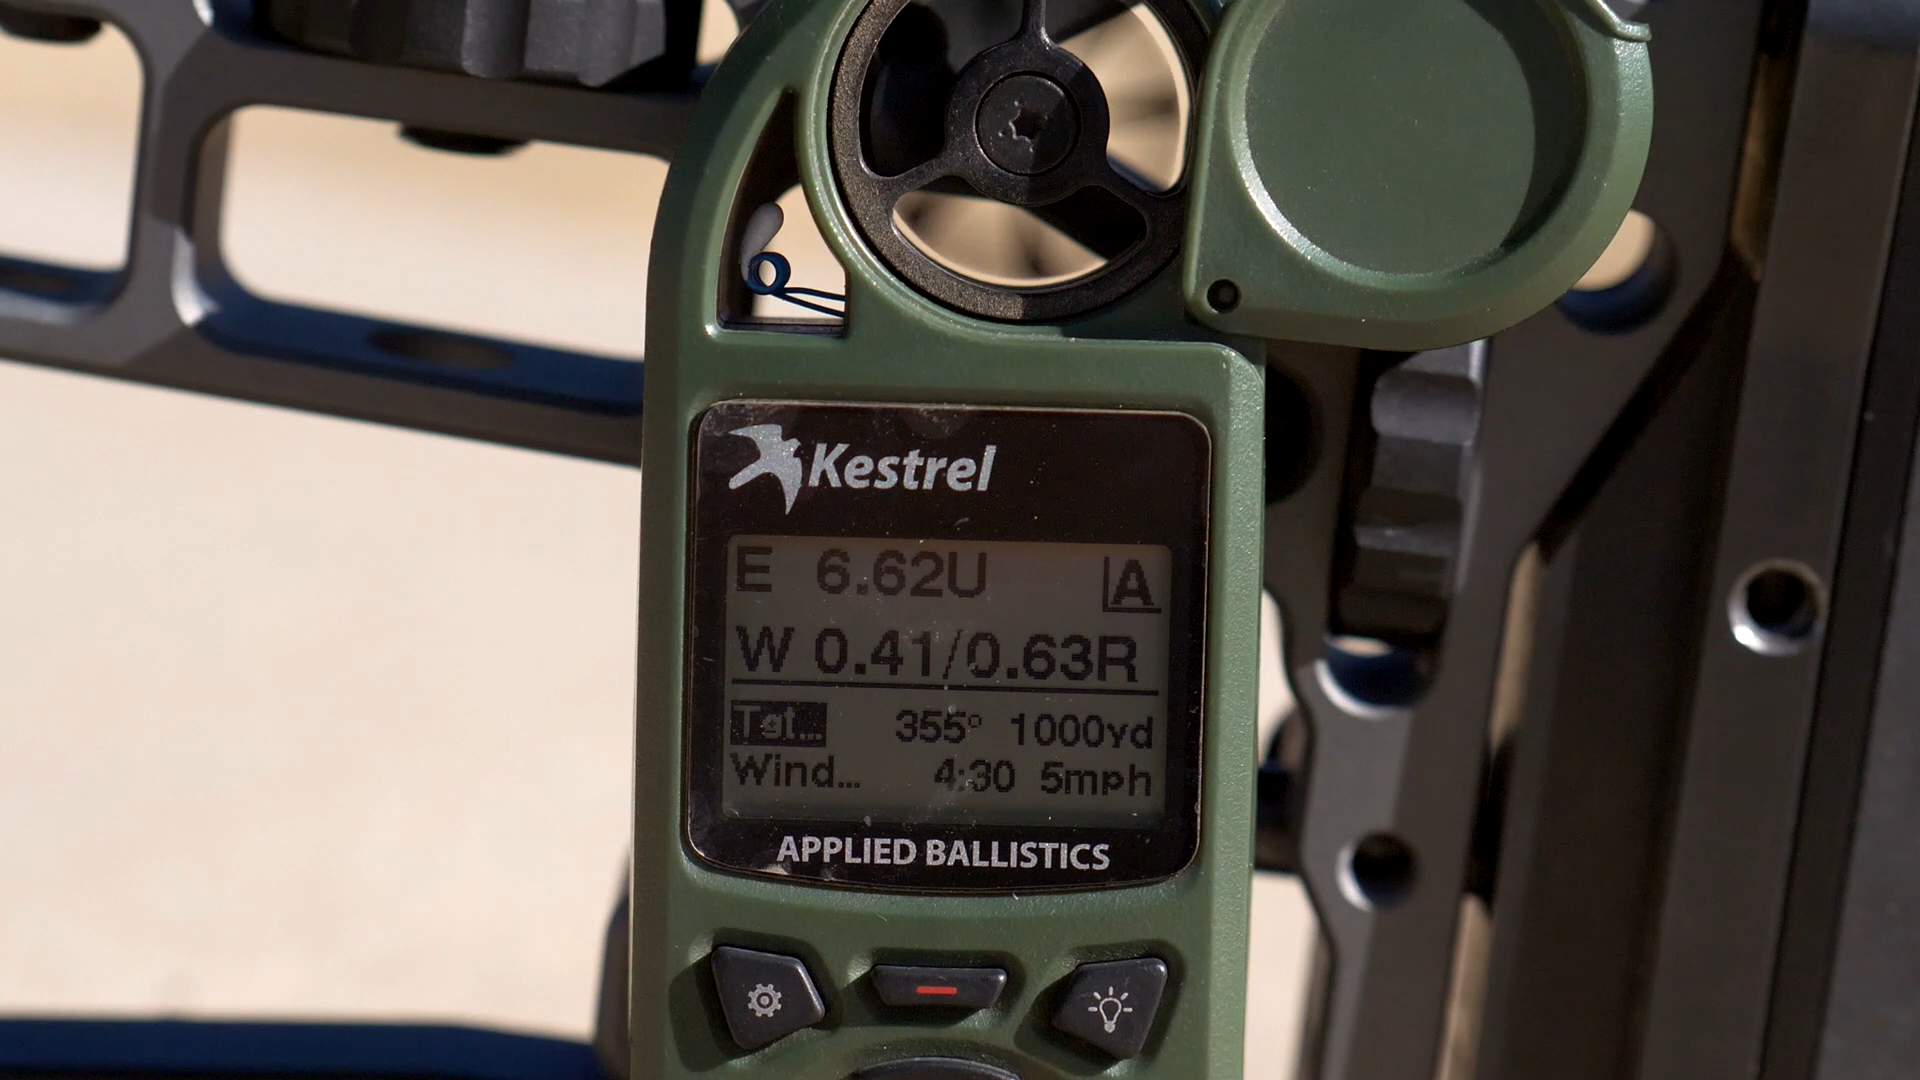 Kestrel
E 6.62U A
W 0.41/0.63R
Tgt... 355° 1000yd
Wind... 4:30 5mph
APPLIED BALLISTICS